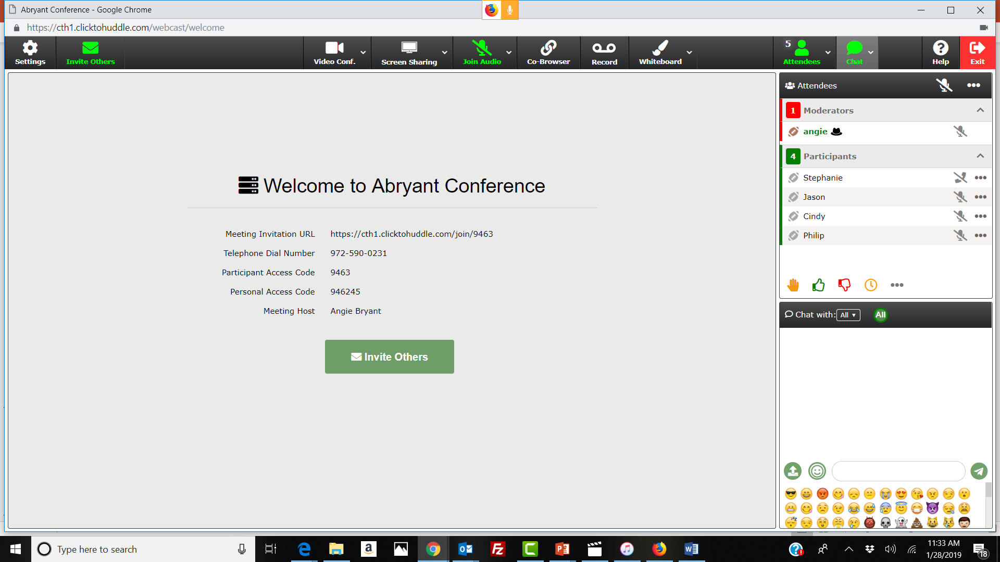 Abryant Conference - Google Chrome
https://cth1.clicktohuddle.com/webcast/welcome
Settings
Invite Others
Video Conf.
Screen Sharing
Join Audio
Co-Browser
Record
Whiteboard
5
Attendees
Chat
Help
Exit
Welcome to Abryant Conference
Meeting Invitation URL https://cth1.clicktohuddle.com/join/9463
Telephone Dial Number 972-590-0231
Participant Access Code 9463
Personal Access Code 946245
Meeting Host Angie Bryant
Invite Others
Attendees
1 Moderators
angie
4 Participants
Stephanie
Jason
Cindy
Philip
Chat with: All ▾ All
Type here to search
11:33 AM
1/28/2019
18